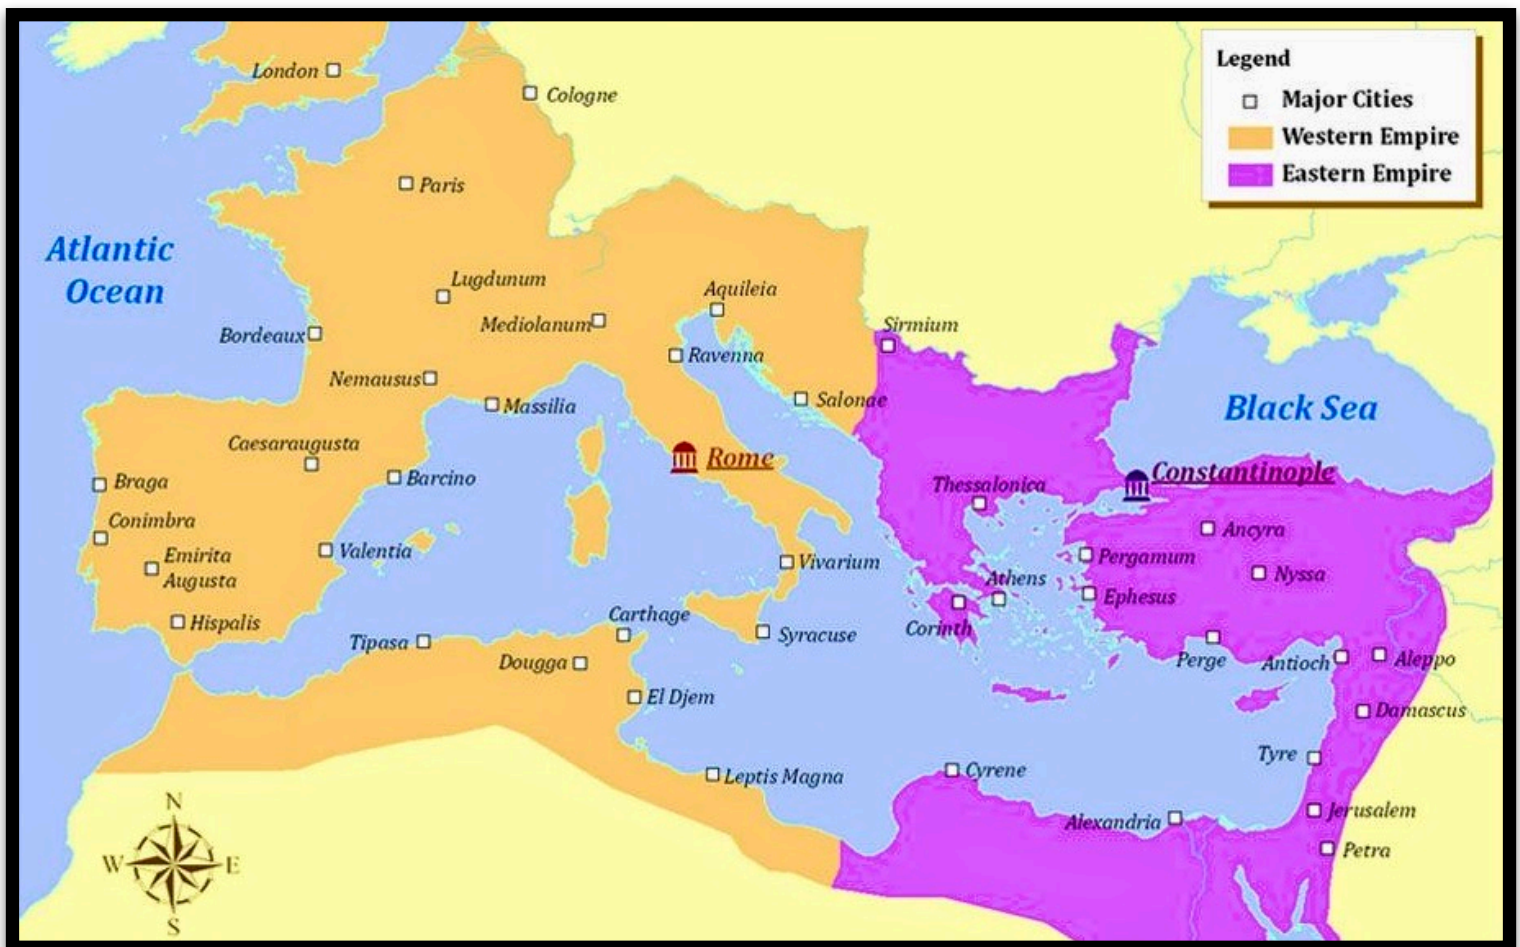 Legend
Major Cities
Western Empire
Eastern Empire
London
Cologne
Paris
Atlantic
Ocean
Lugdunum
Aquileia
Bordeaux
Mediolanum
Sirmium
Ravenna
Nemausus
Massilia
Salonae
Black Sea
Caesaraugusta
Rome
Constantinople
Braga
Barcino
Thessalonica
Conimbra
Ancyra
Emirita
Augusta
Valentia
Vivarium
Pergamum
Nyssa
Athens
Ephesus
Hispalis
Carthage
Corinth
Tipasa
Syracuse
Dougga
Perge
Antioch
Aleppo
El Djem
Damascus
Tyre
Leptis Magna
Cyrene
Alexandria
Jerusalem
Petra
N
W
E
S